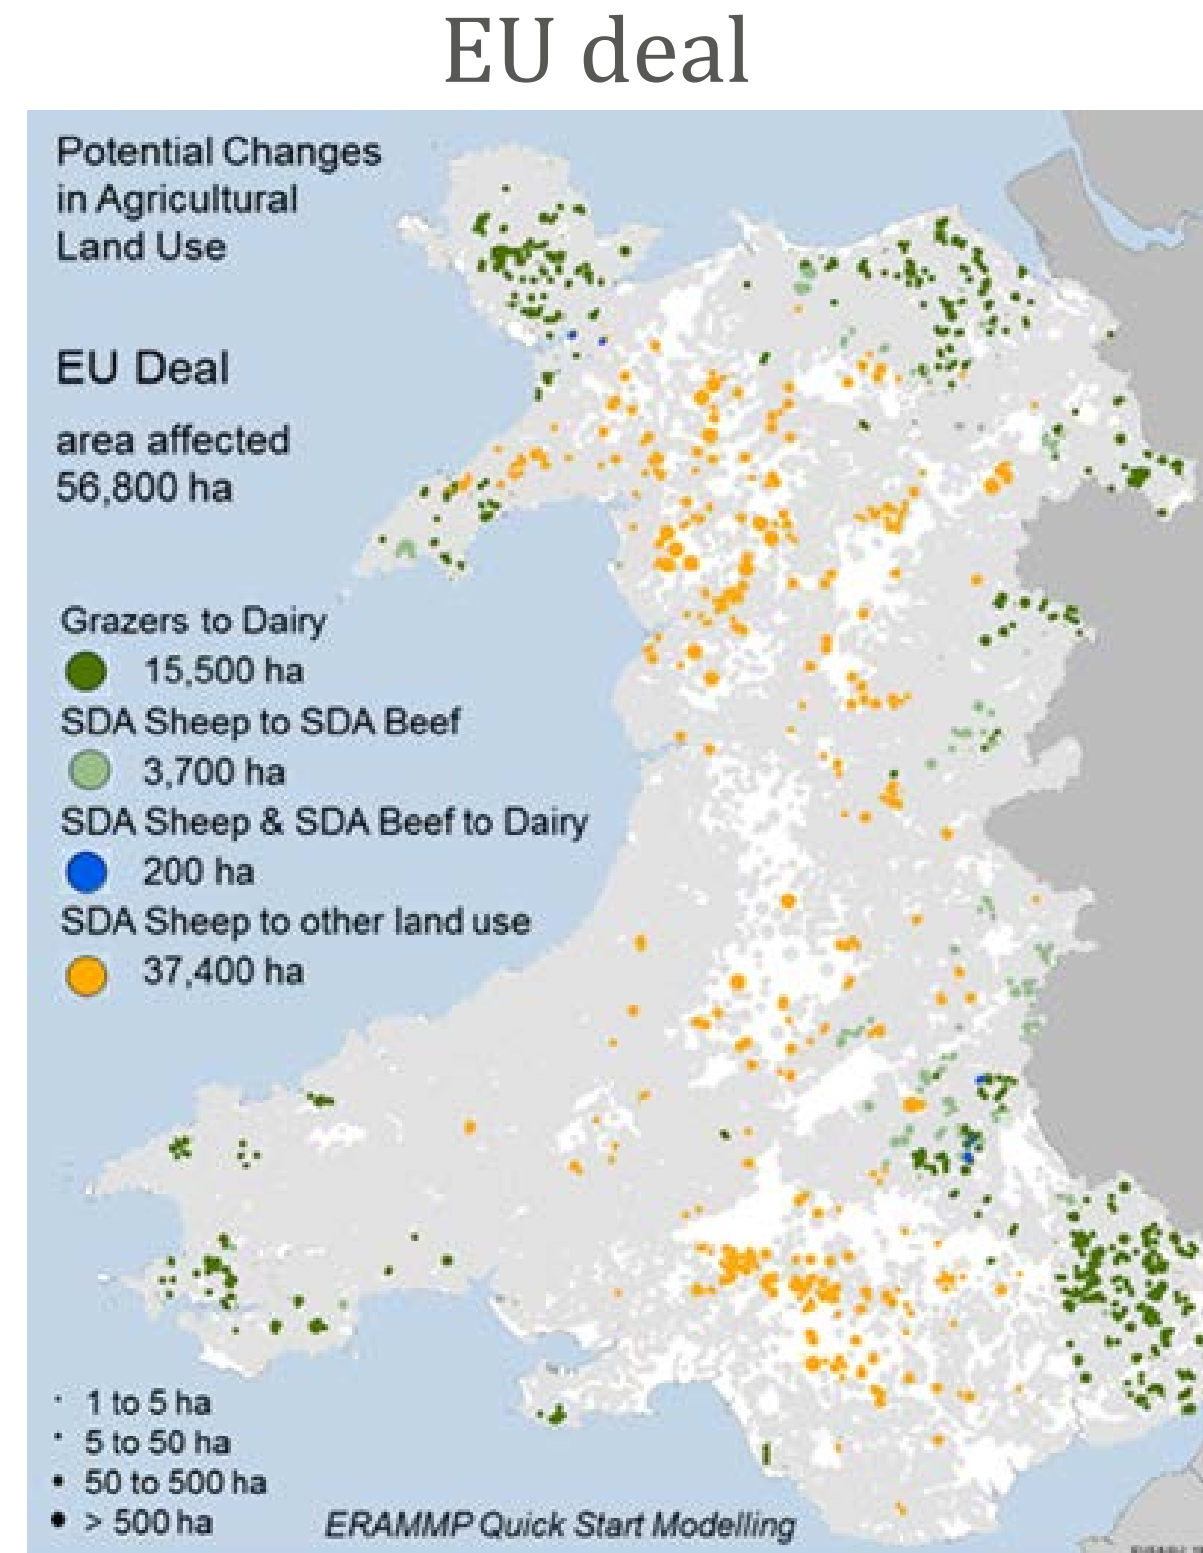 EU deal
Potential Changes
in Agricultural
Land Use
EU Deal
area affected
56,800 ha
Grazers to Dairy
15,500 ha
SDA Sheep to SDA Beef
3,700 ha
SDA Sheep & SDA Beef to Dairy
200 ha
SDA Sheep to other land use
37,400 ha
1 to 5 ha
5 to 50 ha
50 to 500 ha
> 500 ha
ERAMMP Quick Start Modelling